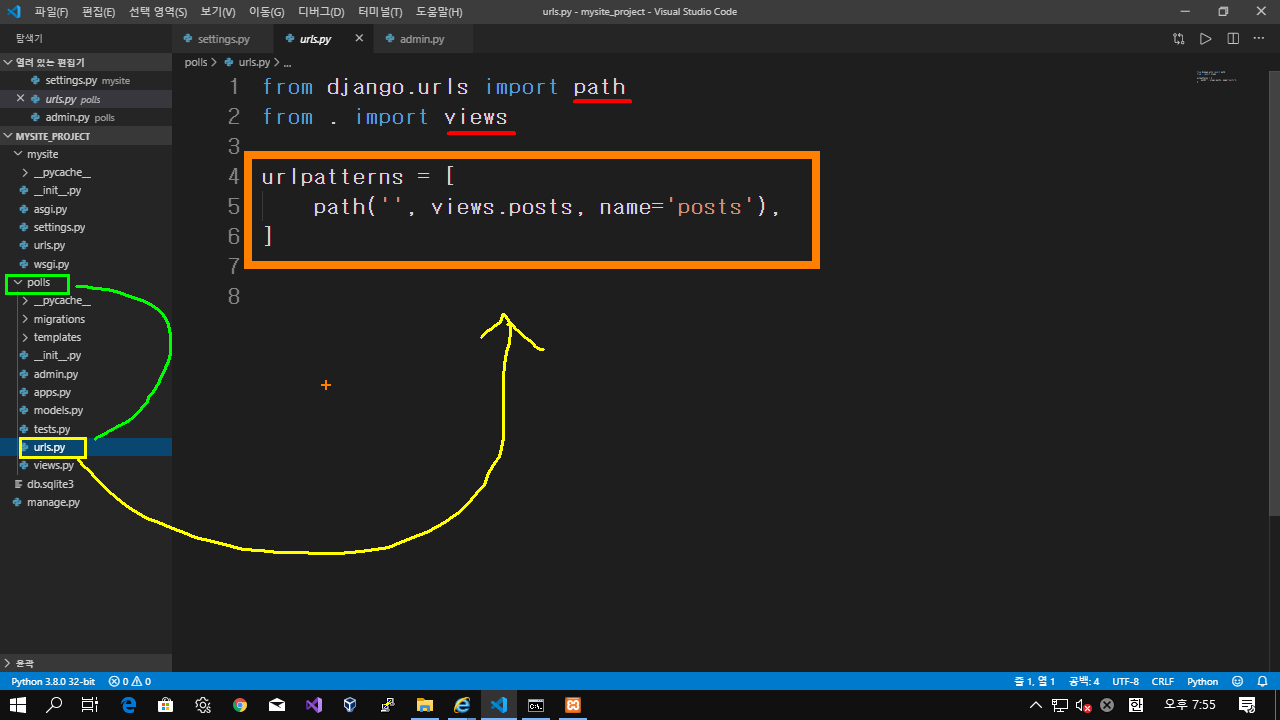 파일(F) 편집(E) 선택 영역(S) 보기(V) 이동(G) 디버그(D) 터미널(T) 도움말(H) urls.py - mysite_project - Visual Studio Code
탐색기
settings.py urls.py admin.py
열려 있는 편집기
settings.py mysite
urls.py polls
admin.py polls
MYSITE_PROJECT
mysite
__pycache__
__init__.py
asgi.py
settings.py
urls.py
wsgi.py
polls
__pycache__
migrations
templates
__init__.py
admin.py
apps.py
models.py
tests.py
urls.py
views.py
db.sqlite3
manage.py
윤곽
polls > urls.py > ...
1 from django.urls import path
2 from . import views
3
4 urlpatterns = [
5 path('', views.posts, name='posts'),
6 ]
7
8
Python 3.8.0 32-bit 0 0 줄 1, 열 1 공백: 4 UTF-8 CRLF Python
한 오후 7:55